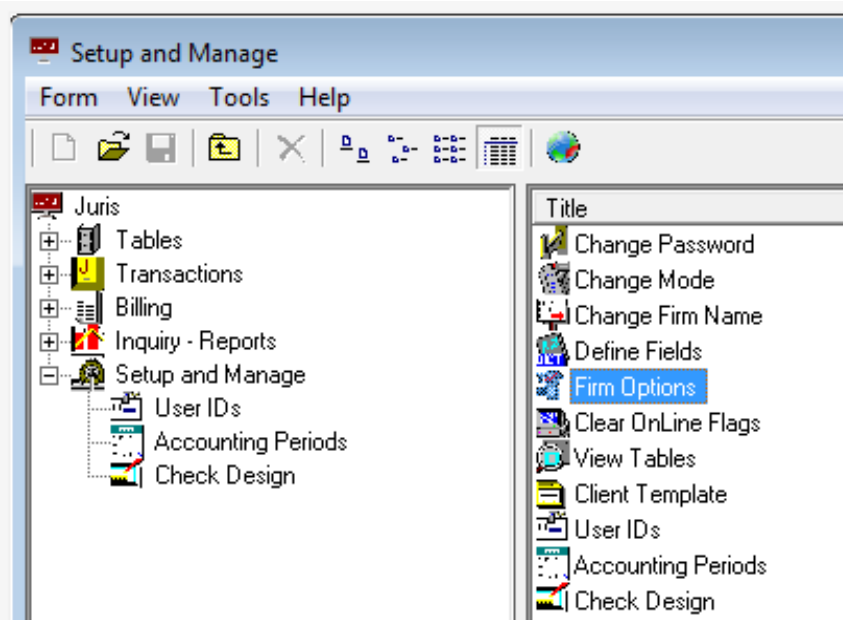 Setup and Manage
Form View Tools Help
Juris
Tables
Transactions
Billing
Inquiry - Reports
Setup and Manage
User IDs
Accounting Periods
Check Design
Title
Change Password
Change Mode
Change Firm Name
Define Fields
Firm Options
Clear OnLine Flags
View Tables
Client Template
User IDs
Accounting Periods
Check Design